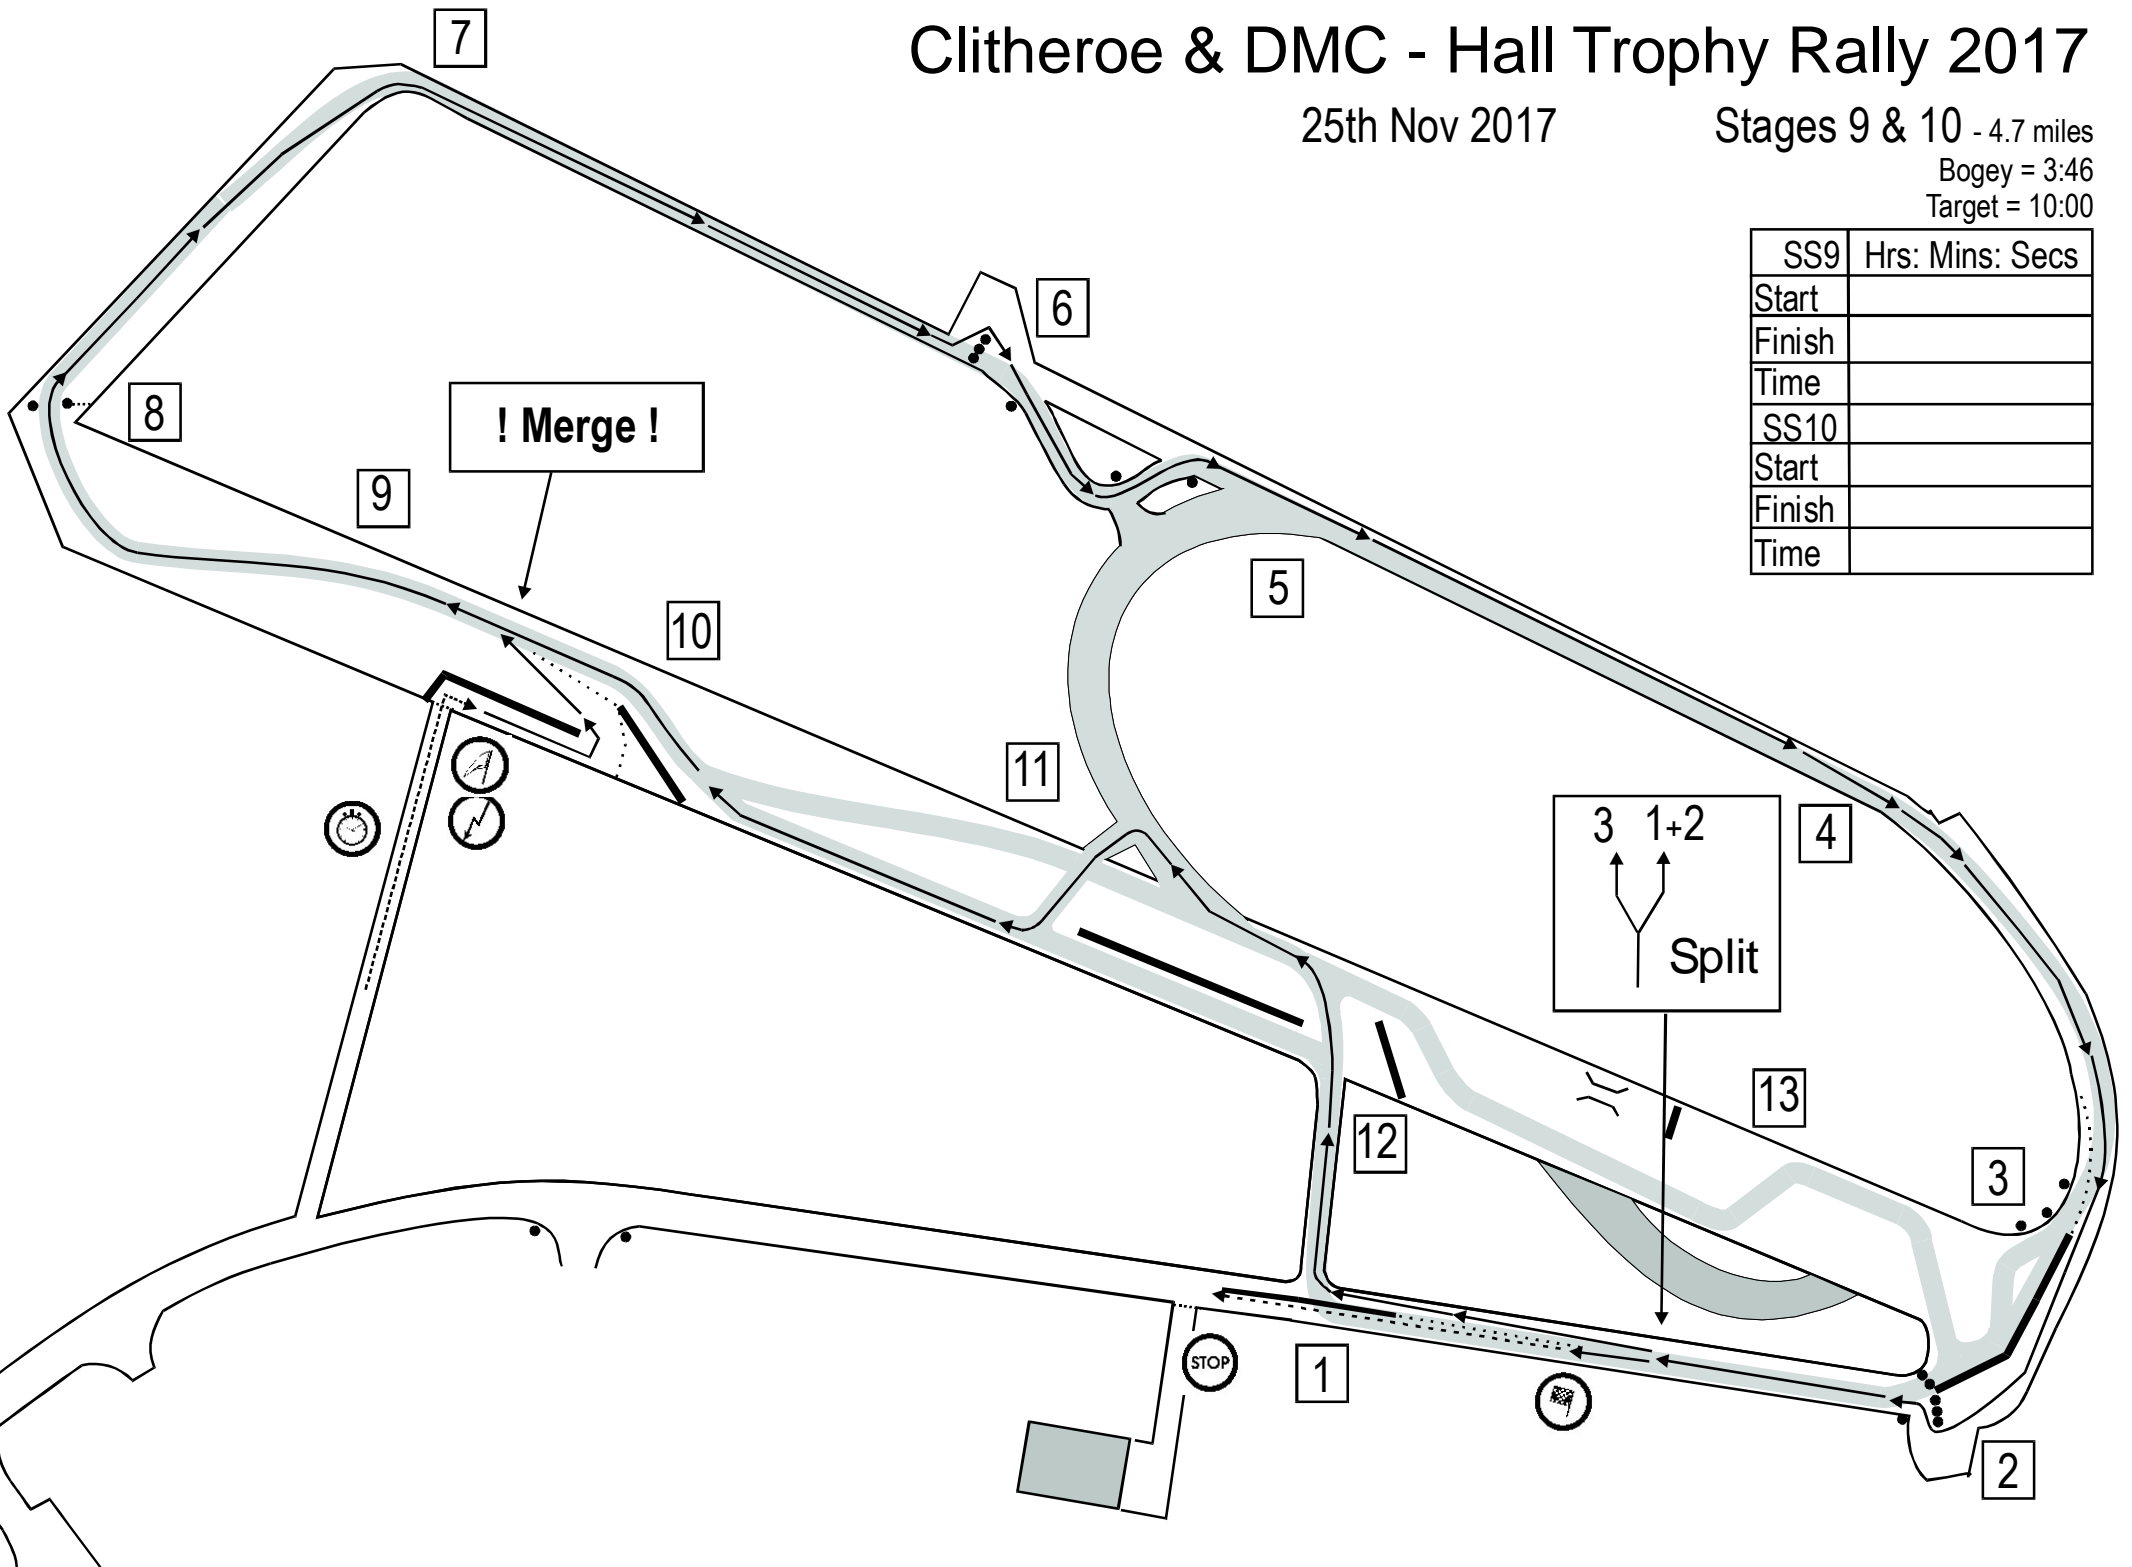 Clitheroe & DMC - Hall Trophy Rally 2017
25th Nov 2017
Stages 9 & 10 - 4.7 miles
Bogey = 3:46
Target = 10:00
SS9 Hrs: Mins: Secs
Start
Finish
Time
SS10
Start
Finish
Time
7
6
8
! Merge !
9
5
10
11
4
3 1+2
Split
13
12
3
STOP
1
2